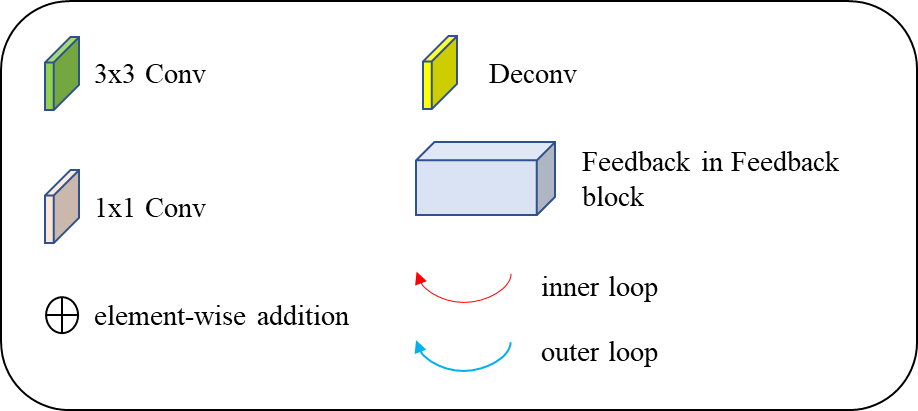 3x3 Conv
Deconv
1x1 Conv
Feedback in Feedback
block
element-wise addition
inner loop
outer loop